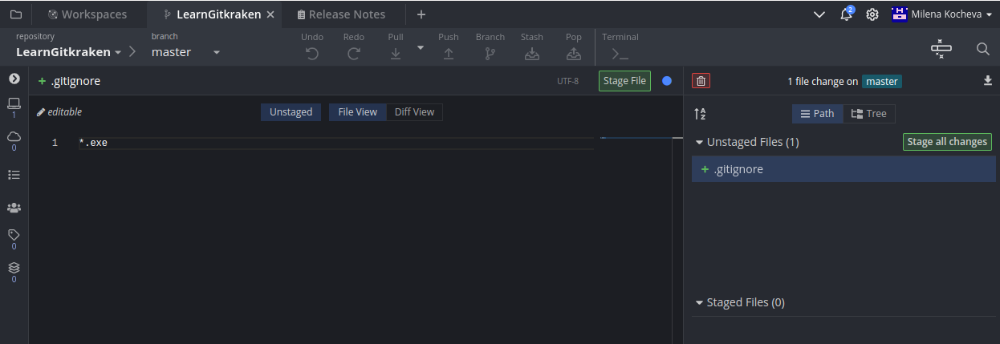 Workspaces LearnGitkraken Release Notes 2 Milena Kocheva
repository branch Undo Redo Pull Push Branch Stash Pop Terminal
LearnGitkraken master
.gitignore UTF-8 Stage File 1 file change on master
editable Unstaged File View Diff View Path Tree
1
0
0
0
1 *.exe
Unstaged Files (1) Stage all changes
.gitignore
Staged Files (0)